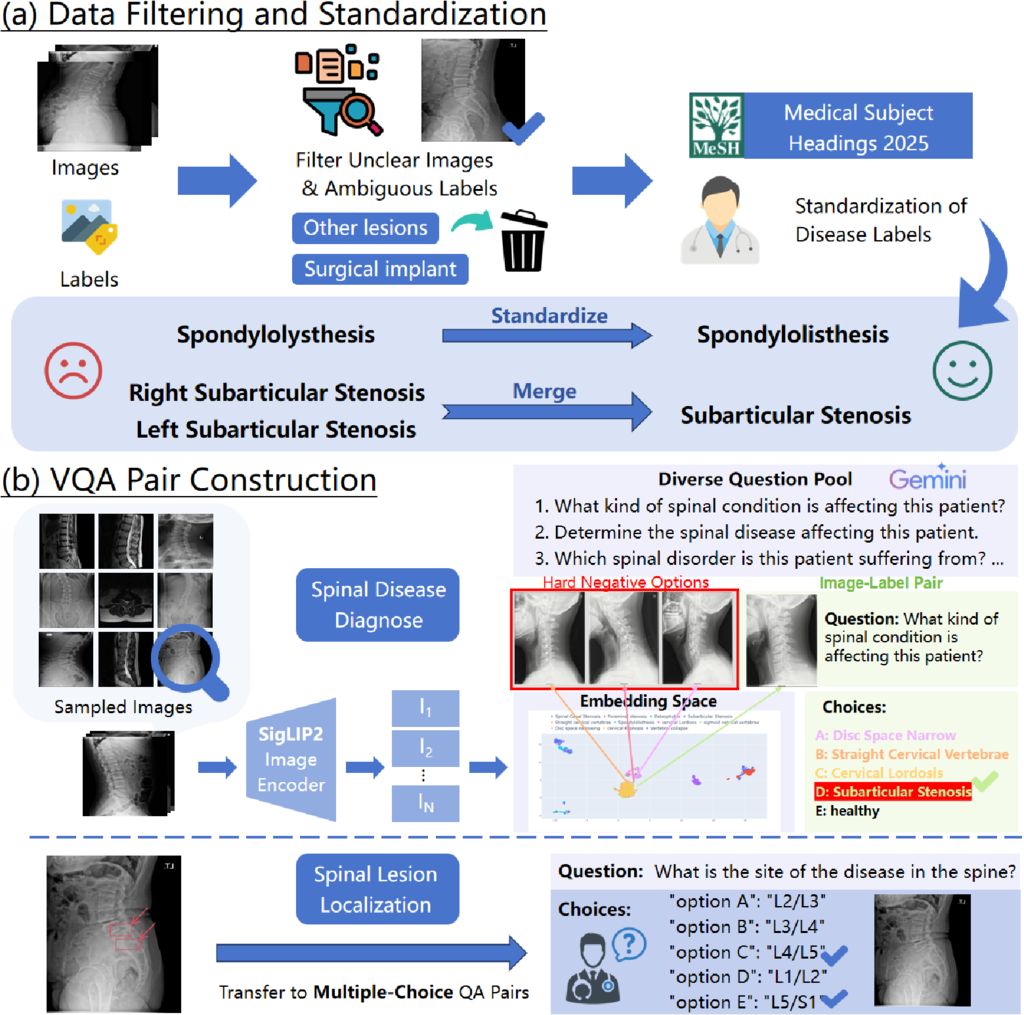 (a) Data Filtering and Standardization
Images
Labels
Filter Unclear Images
& Ambiguous Labels
Other lesions
Surgical implant
MeSH
Medical Subject
Headings 2025
Standardization of
Disease Labels
Spondylolysthesis
Standardize
Spondylolisthesis
Right Subarticular Stenosis
Left Subarticular Stenosis
Merge
Subarticular Stenosis
(b) VQA Pair Construction
Sampled Images
Spinal Disease
Diagnose
SigLIP2
Image
Encoder
I1
I2
⋮
IN
Diverse Question Pool
Gemini
1. What kind of spinal condition is affecting this patient?
2. Determine the spinal disease affecting this patient.
3. Which spinal disorder is this patient suffering from? ...
Hard Negative Options
Image-Label Pair
Question: What kind of
spinal condition is
affecting this patient?
Embedding Space
Choices:
A: Disc Space Narrow
B: Straight Cervical Vertebrae
C: Cervical Lordosis
D: Subarticular Stenosis
E: healthy
Spinal Lesion
Localization
Transfer to Multiple-Choice QA Pairs
Question: What is the site of the disease in the spine?
Choices:
"option A": "L2/L3"
"option B": "L3/L4"
"option C": "L4/L5"
"option D": "L1/L2"
"option E": "L5/S1"